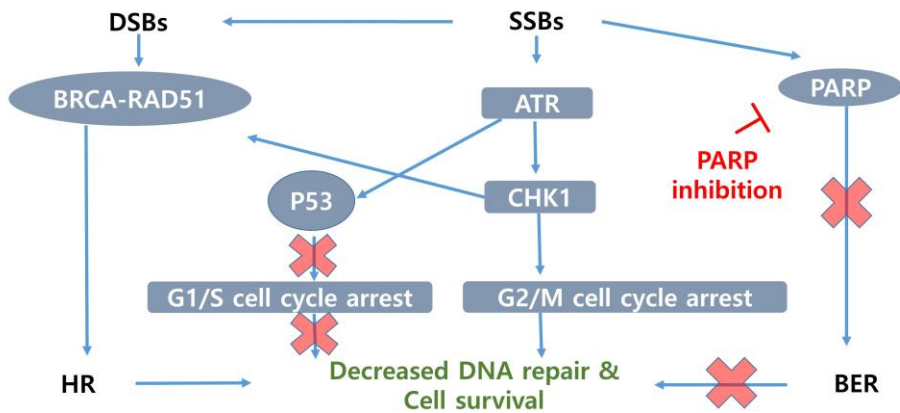 DSBs
SSBs
BRCA-RAD51
ATR
PARP
PARP
inhibition
P53
CHK1
G1/S cell cycle arrest
G2/M cell cycle arrest
HR
Decreased DNA repair &
Cell survival
BER